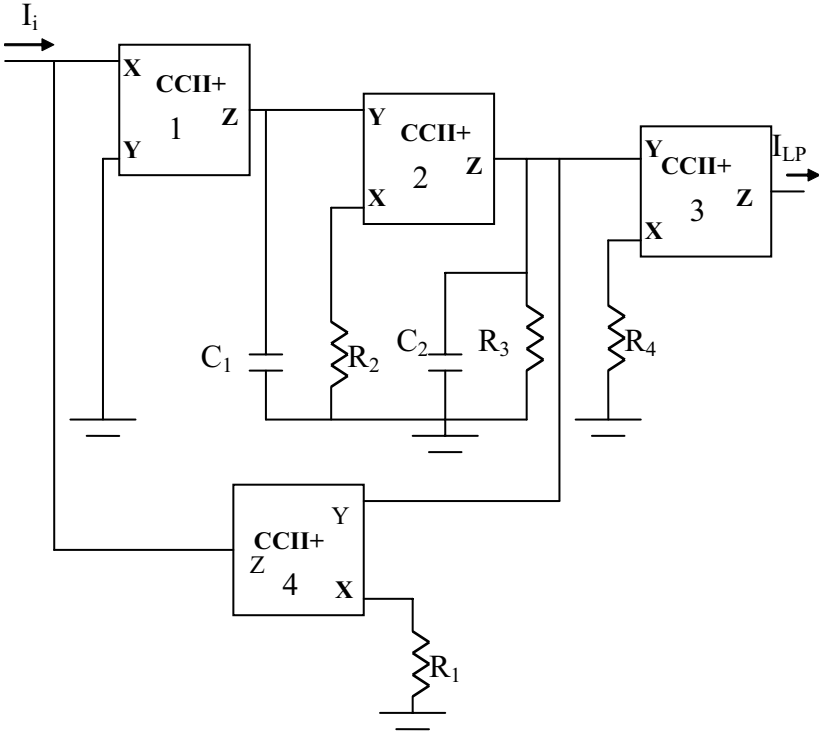 Ii
X
CCII+
1
Z
Y
Y
CCII+
2
Z
X
Y
CCII+
3
Z
X
ILP
C1
R2
C2
R3
R4
Y
CCII+
Z
4
X
R1